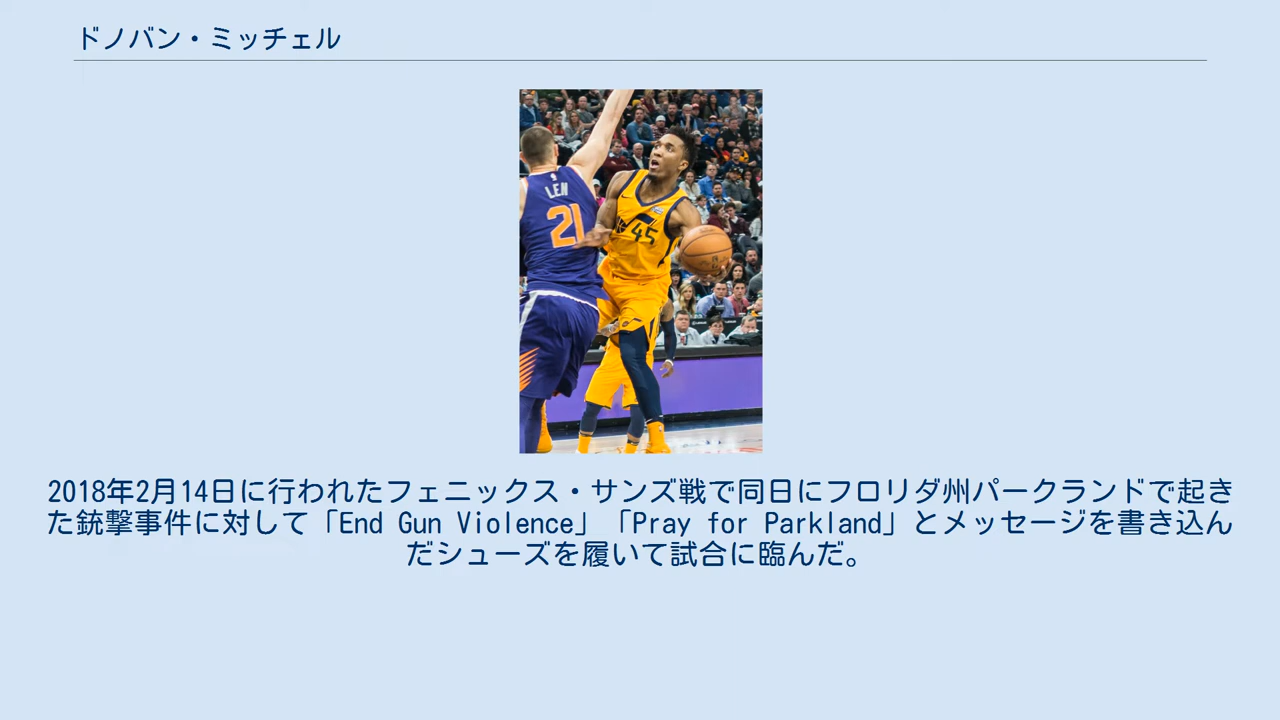 ドノバン・ミッチェル
LEN
21
45
2018年2月14日に行われたフェニックス・サンズ戦で同日にフロリダ州パークランドで起き
た銃撃事件に対して「End Gun Violence」「Pray for Parkland」とメッセージを書き込ん
だシューズを履いて試合に臨んだ。